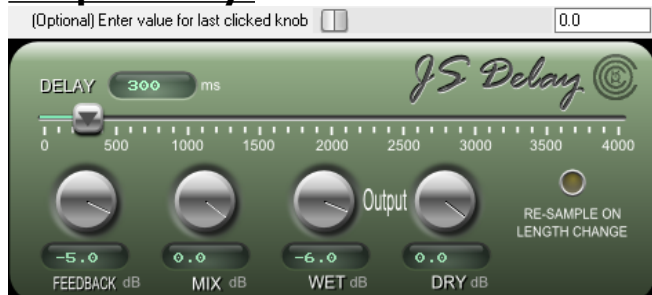 (Optional) Enter value for last clicked knob 0.0
JS Delay
DELAY 300 ms
0 500 1000 1500 2000 2500 3000 3500 4000
Output
RE-SAMPLE ON
LENGTH CHANGE
-5.0 0.0 -6.0 0.0
FEEDBACK dB MIX dB WET dB DRY dB